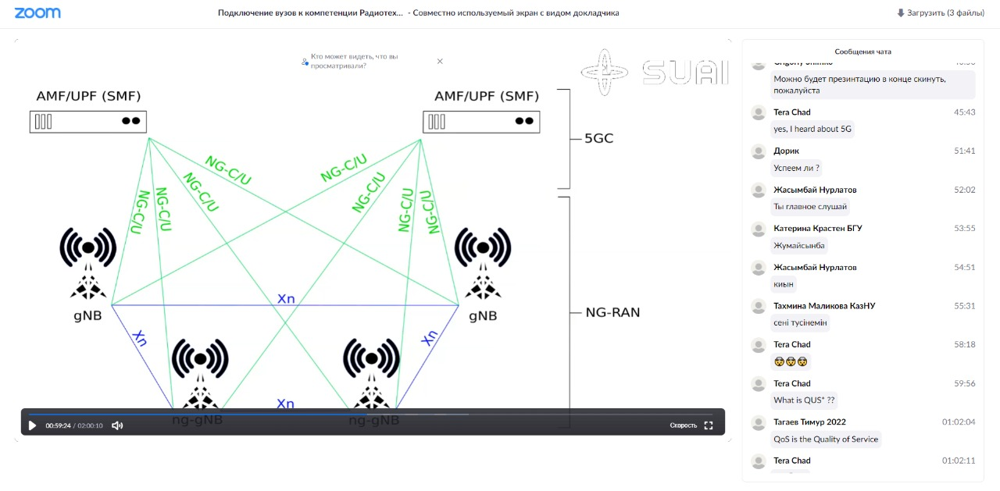 zoom
Подключение вузов к компетенции Радиотех... - Совместно используемый экран с видом докладчика
Загрузить (3 файлы)
Кто может видеть, что вы
просматривали?
SUAI
AMF/UPF (SMF)
AMF/UPF (SMF)
5GC
NG-C/U
NG-C/U
NG-C/U
NG-C/U
NG-C/U
NG-C/U
NG-C/U
NG-C/U
Xn
gNB
gNB
NG-RAN
Xn
Xn
Xn
ng-gNB
ng-gNB
00:59:24 / 02:00:10
Скорость
Сообщения чата
Grigoriy Shimko
Можно будет презентацию в конце скинуть,
пожалуйста
Tera Chad 45:43
yes, I heard about 5G
Дорик 51:41
Успеем ли ?
Жасымбай Нурлатов 52:02
Ты главное слушай
Катерина Крастен БГУ 53:55
Жумайсынба
Жасымбай Нурлатов 54:51
киын
Тахмина Маликова КазНУ 55:31
сені түсінемін
Tera Chad 58:18
🤯🤯🤯
Tera Chad 59:56
What is QUS* ??
Тагаев Тимур 2022 01:02:04
QoS is the Quality of Service
Tera Chad 01:02:11